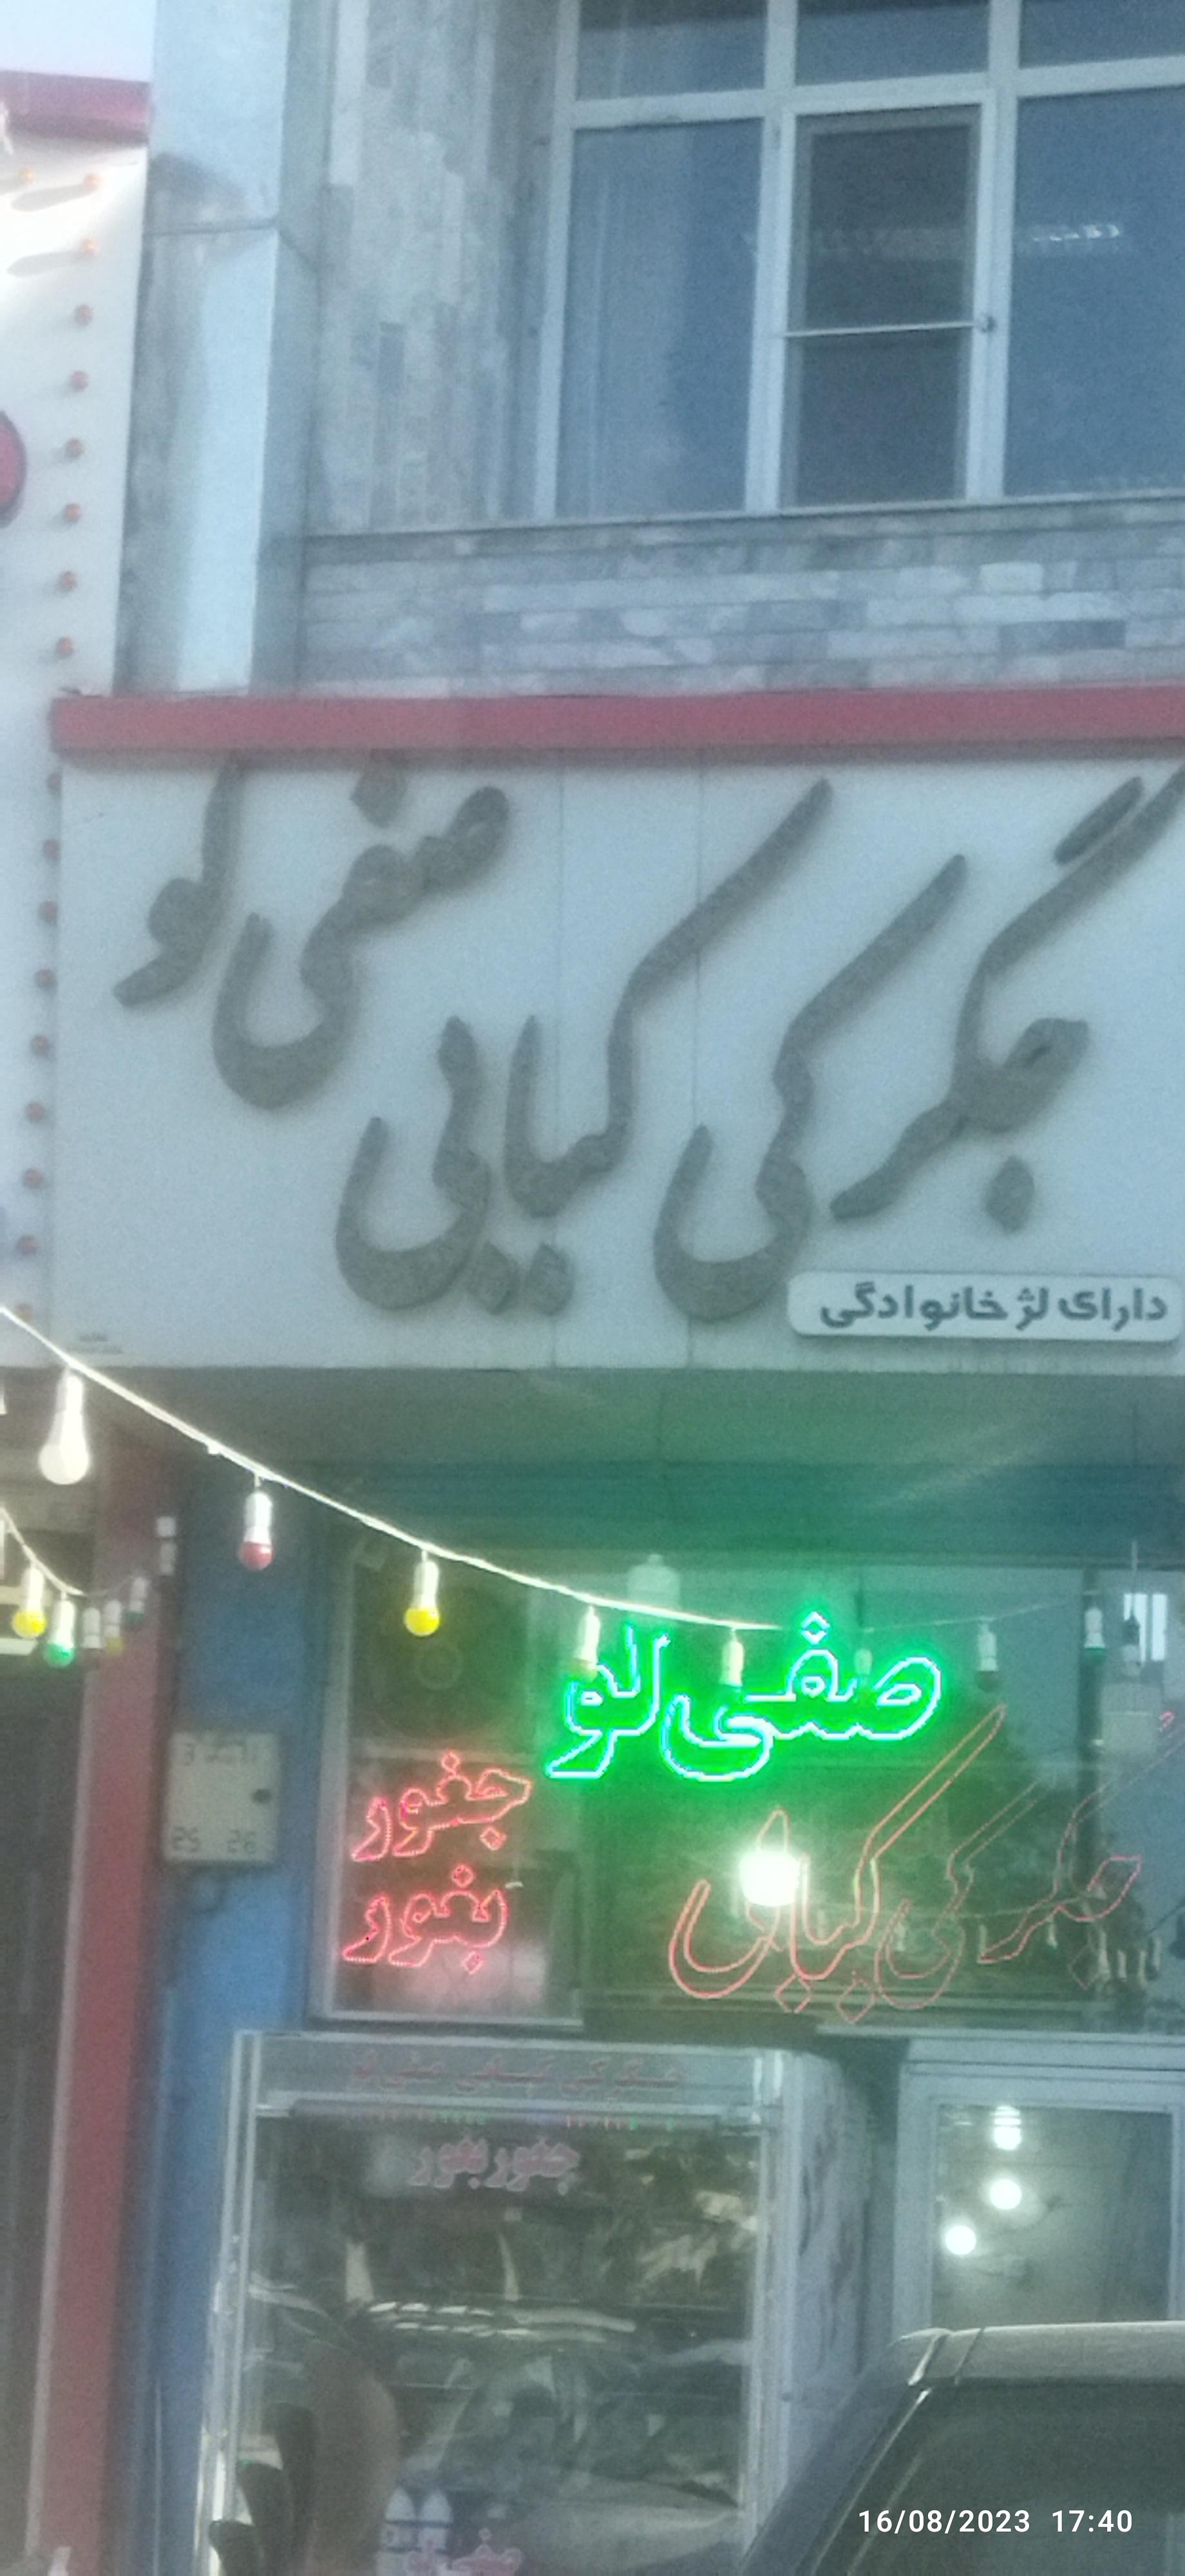 جگرکی کبابی صفی لو
دارای لژ خانوادگی
صفی لو
جگرکی کبابی
جغور
بغور
جغور بغور
16/08/2023 17:40